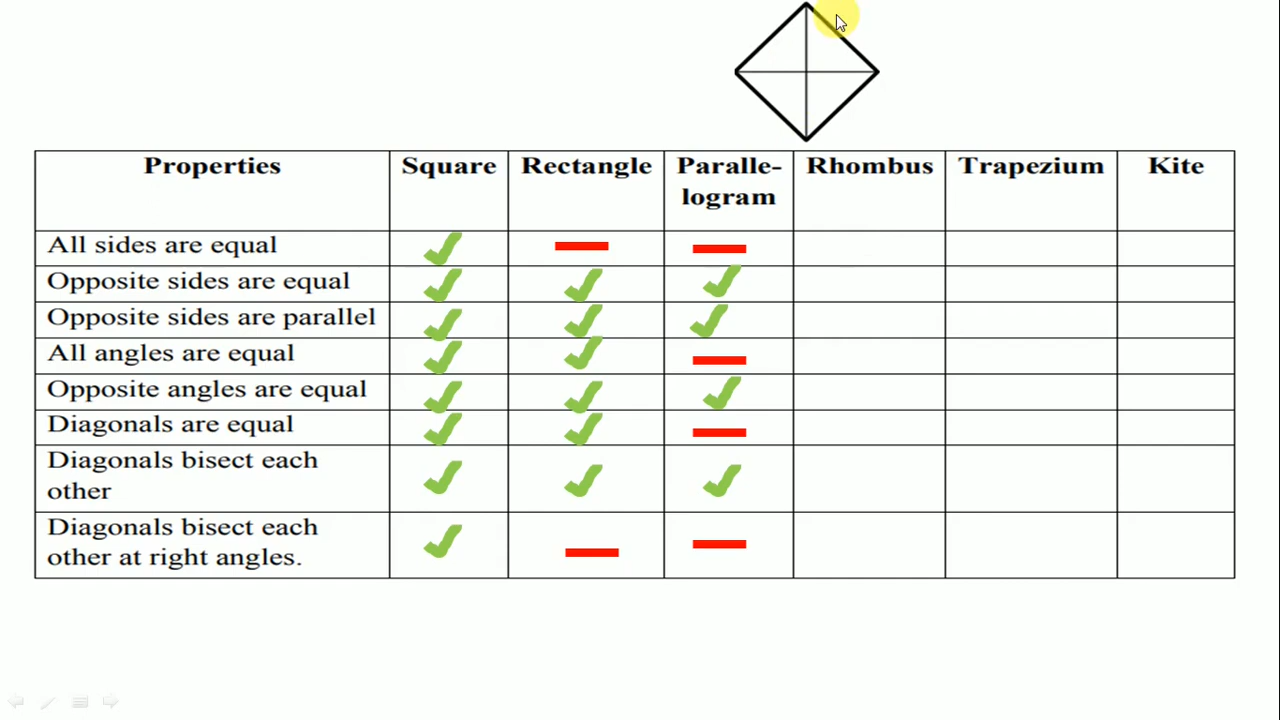 Properties Square Rectangle Paralle- Rhombus Trapezium Kite
logram
All sides are equal
Opposite sides are equal
Opposite sides are parallel
All angles are equal
Opposite angles are equal
Diagonals are equal
Diagonals bisect each
other
Diagonals bisect each
other at right angles.